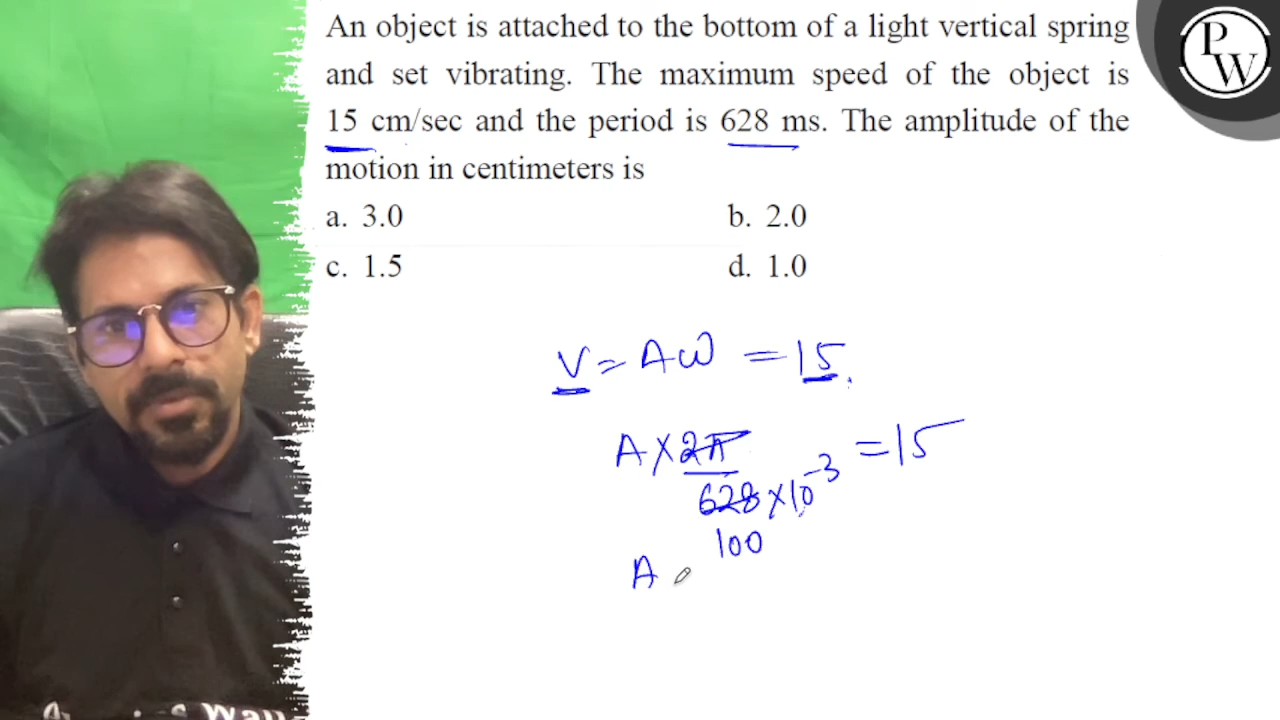 An object is attached to the bottom of a light vertical spring
and set vibrating. The maximum speed of the object is
15 cm/sec and the period is 628 ms. The amplitude of the
motion in centimeters is
a. 3.0 b. 2.0
c. 1.5 d. 1.0
PW
V = Aω = 15
A × 2π = 15
628 × 10⁻³
100
A